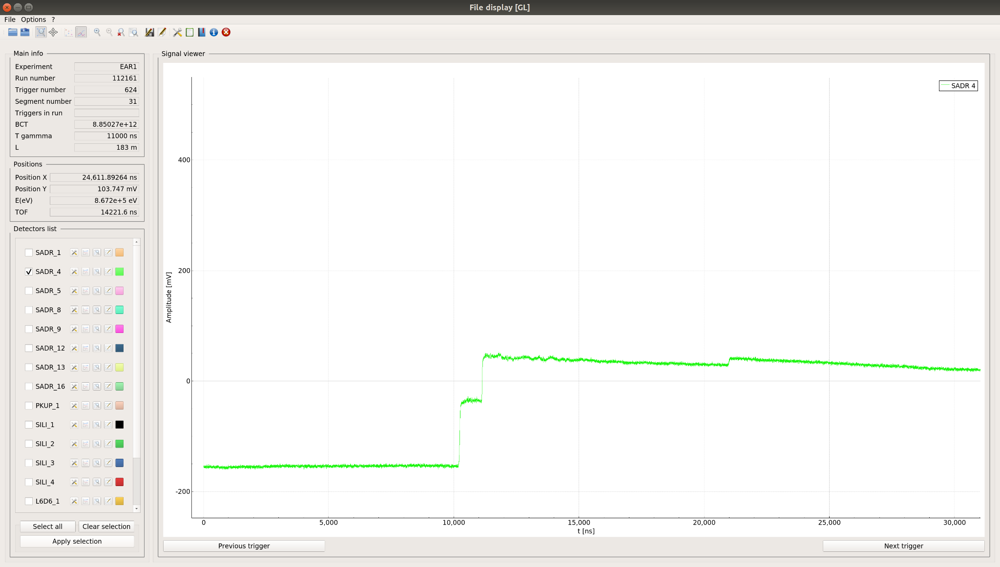 File display [GL]
File Options ?
Main info
Experiment EAR1
Run number 112161
Trigger number 624
Segment number 31
Triggers in run
BCT 8.85027e+12
T gammma 11000 ns
L 183 m
Positions
Position X 24,611.89264 ns
Position Y 103.747 mV
E(eV) 8.672e+5 eV
TOF 14221.6 ns
Detectors list
SADR_1
SADR_4
SADR_5
SADR_8
SADR_9
SADR_12
SADR_13
SADR_16
PKUP_1
SILI_1
SILI_2
SILI_3
SILI_4
L6D6_1
Select all Clear selection
Apply selection
Signal viewer
SADR 4
400
200
0
-200
Amplitude [mV]
0 5,000 10,000 15,000 20,000 25,000 30,000
t [ns]
Previous trigger Next trigger